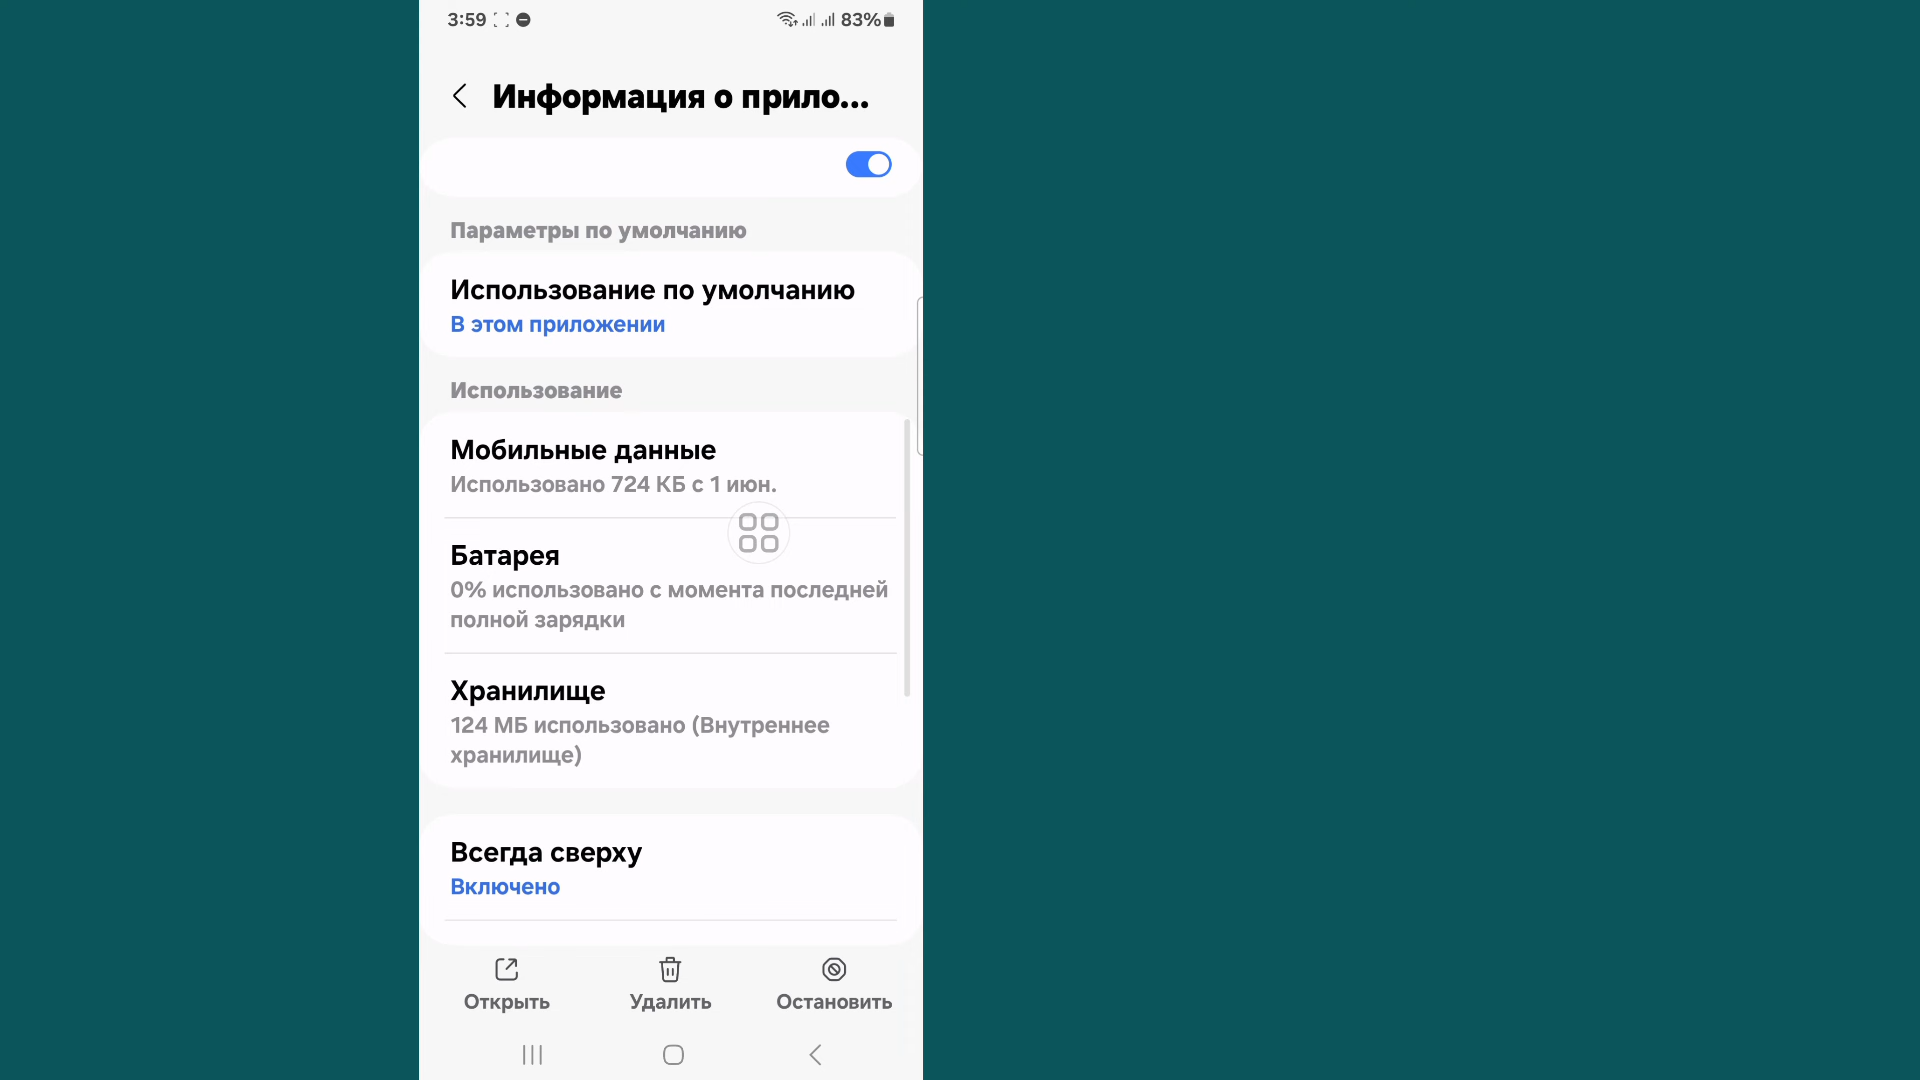 3:59
83%
Информация о прило...
Параметры по умолчанию
Использование по умолчанию
В этом приложении
Использование
Мобильные данные
Использовано 724 КБ с 1 июн.
Батарея
0% использовано с момента последней
полной зарядки
Хранилище
124 МБ использовано (Внутреннее
хранилище)
Всегда сверху
Включено
Открыть
Удалить
Остановить